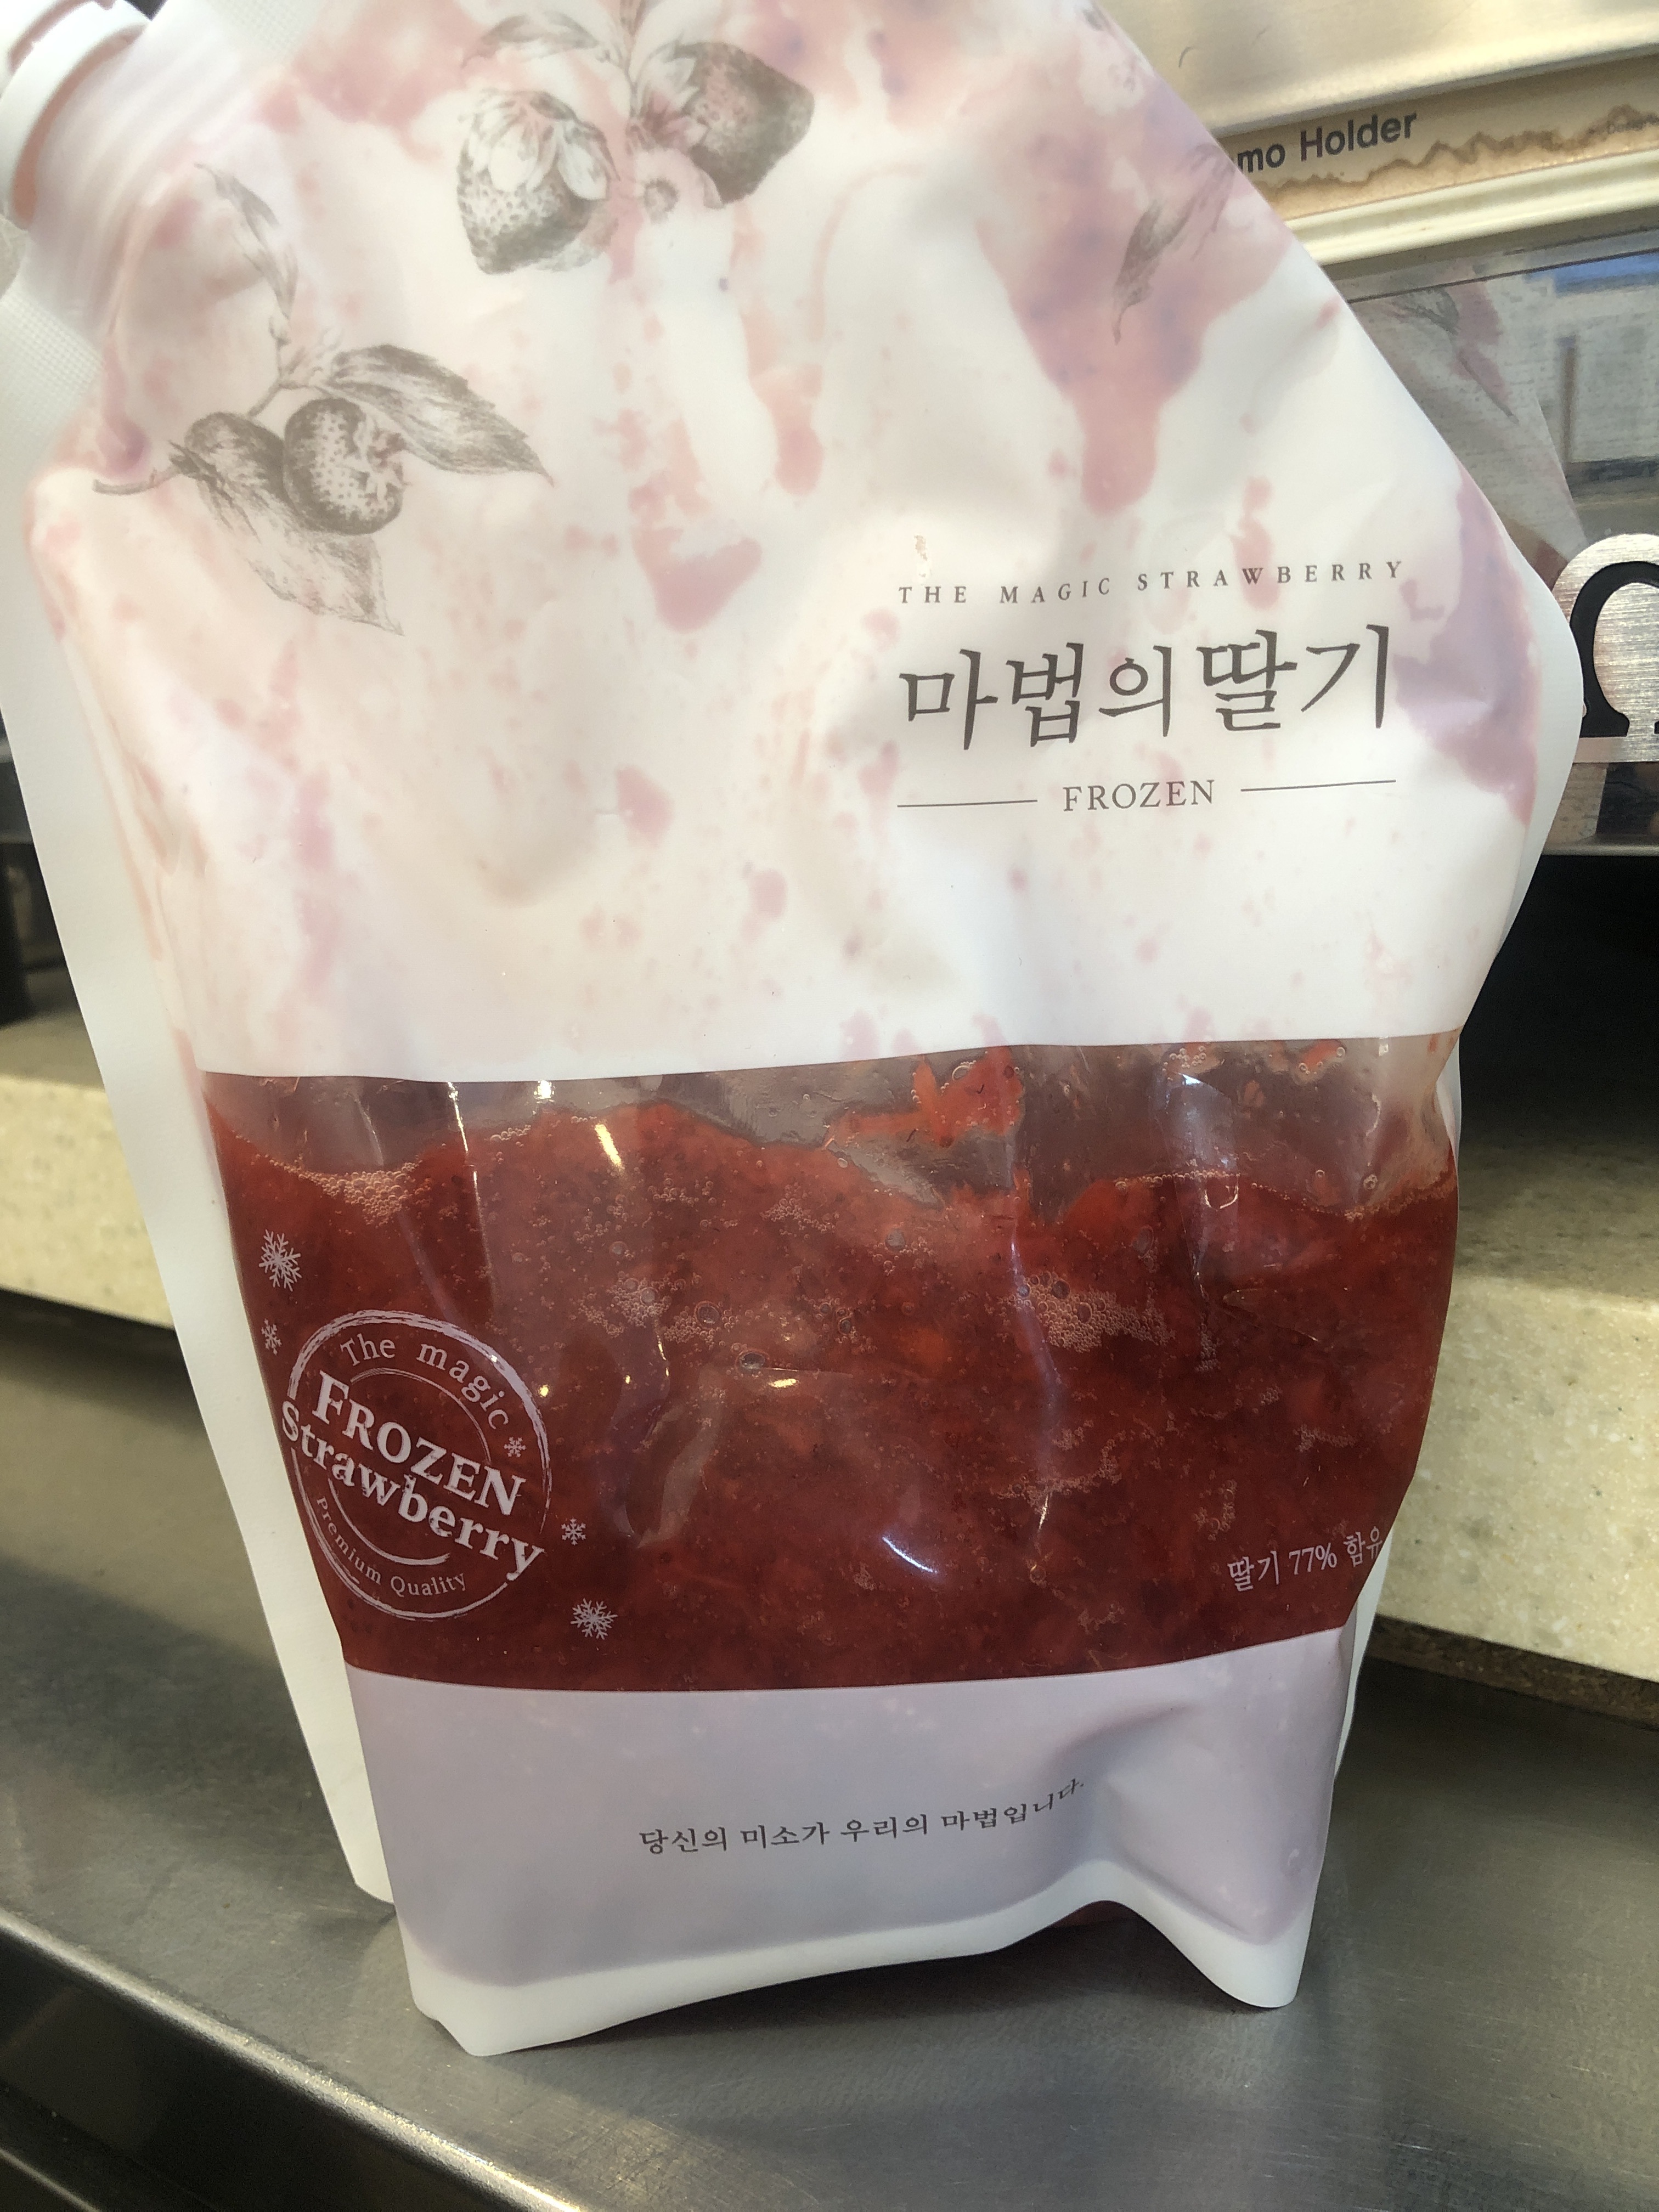 mo Holder
THE MAGIC STRAWBERRY
마법의딸기
FROZEN
The magic
FROZEN
Strawberry
Premium Quality
딸기 77% 함유
당신의 미소가 우리의 마법입니다.